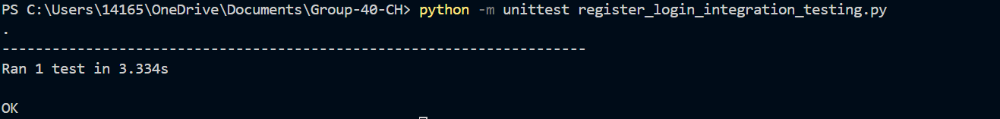 PS C:\Users\14165\OneDrive\Documents\Group-40-CH> python -m unittest register_login_integration_testing.py
.
----------------------------------------------------------------------
Ran 1 test in 3.334s
OK